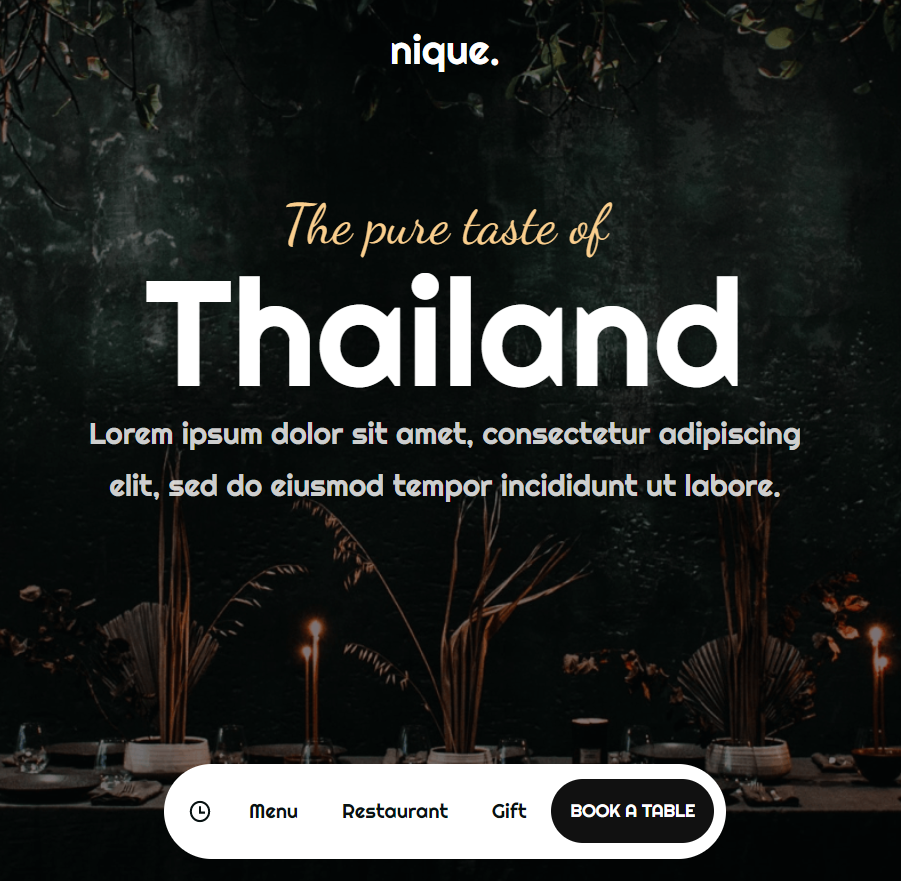 nique.
The pure taste of
Thailand
Lorem ipsum dolor sit amet, consectetur adipiscing
elit, sed do eiusmod tempor incididunt ut labore.
Menu Restaurant Gift BOOK A TABLE